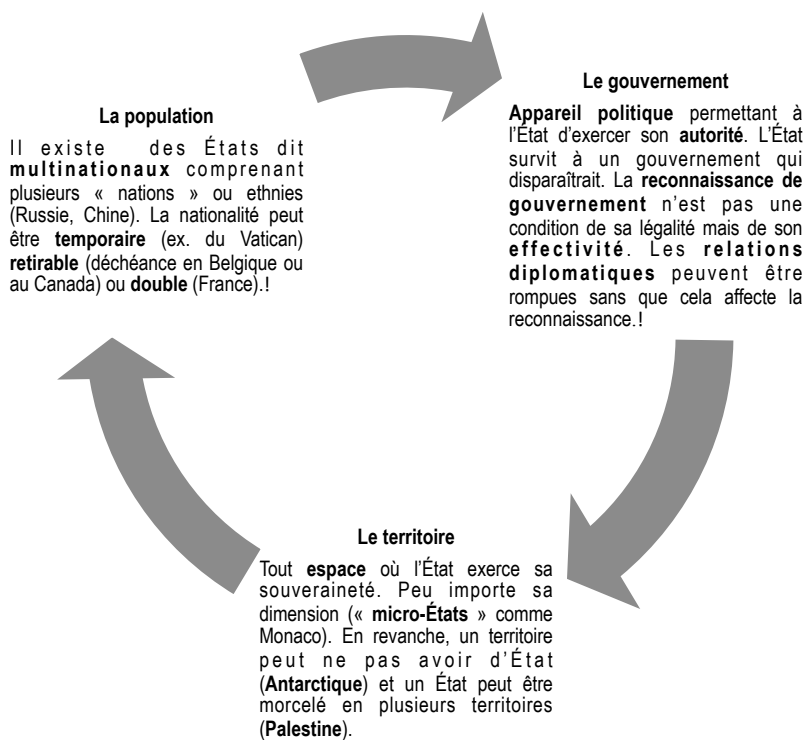 La population
Il existe des États dit
multinationaux comprenant
plusieurs « nations » ou ethnies
(Russie, Chine). La nationalité peut
être temporaire (ex. du Vatican)
retirable (déchéance en Belgique ou
au Canada) ou double (France).!
Le gouvernement
Appareil politique permettant à
l’État d’exercer son autorité. L’État
survit à un gouvernement qui
disparaîtrait. La reconnaissance de
gouvernement n’est pas une
condition de sa légalité mais de son
effectivité. Les relations
diplomatiques peuvent être
rompues sans que cela affecte la
reconnaissance.!
Le territoire
Tout espace où l’État exerce sa
souveraineté. Peu importe sa
dimension (« micro-États » comme
Monaco). En revanche, un territoire
peut ne pas avoir d’État
(Antarctique) et un État peut être
morcelé en plusieurs territoires
(Palestine).